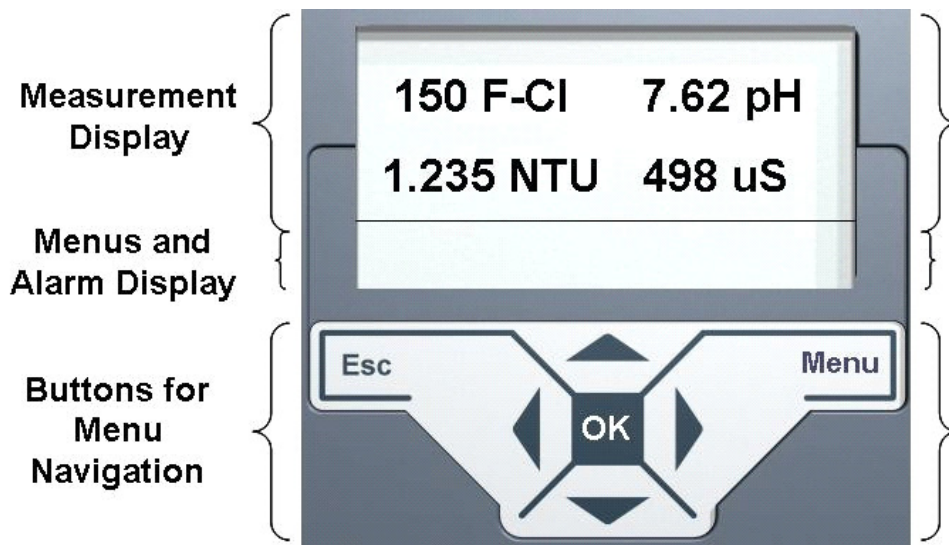 Measurement
Display
150 F-Cl 7.62 pH
1.235 NTU 498 uS
Menus and
Alarm Display
Esc
Menu
Buttons for
Menu
Navigation
OK